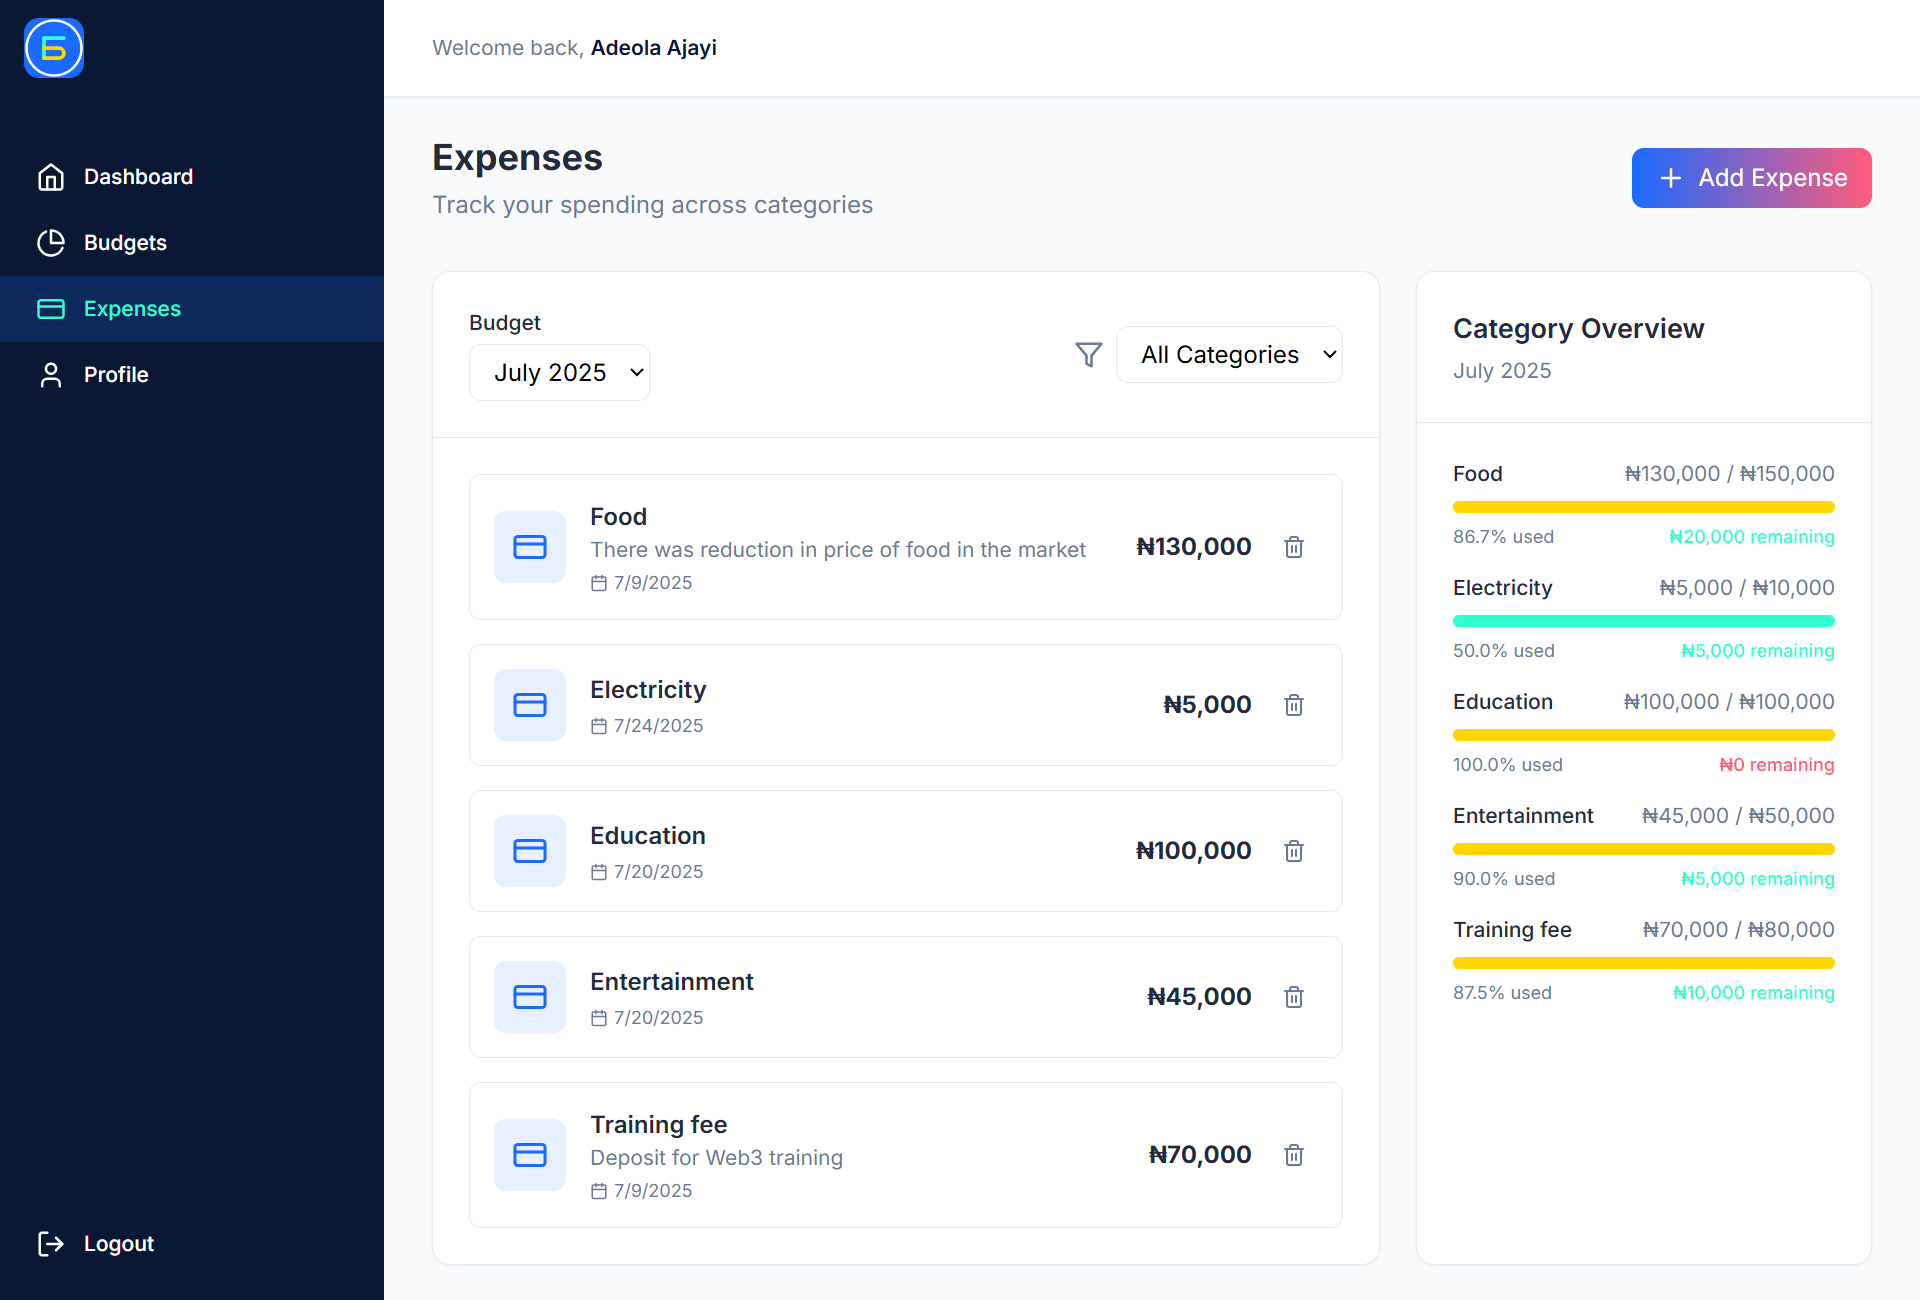 Dashboard
Budgets
Expenses
Profile
Logout
Welcome back, Adeola Ajayi
Expenses
Track your spending across categories
Add Expense
Budget
July 2025
All Categories
Food
There was reduction in price of food in the market
7/9/2025
₦130,000
Electricity
7/24/2025
₦5,000
Education
7/20/2025
₦100,000
Entertainment
7/20/2025
₦45,000
Training fee
Deposit for Web3 training
7/9/2025
₦70,000
Category Overview
July 2025
Food ₦130,000 / ₦150,000
86.7% used ₦20,000 remaining
Electricity ₦5,000 / ₦10,000
50.0% used ₦5,000 remaining
Education ₦100,000 / ₦100,000
100.0% used ₦0 remaining
Entertainment ₦45,000 / ₦50,000
90.0% used ₦5,000 remaining
Training fee ₦70,000 / ₦80,000
87.5% used ₦10,000 remaining